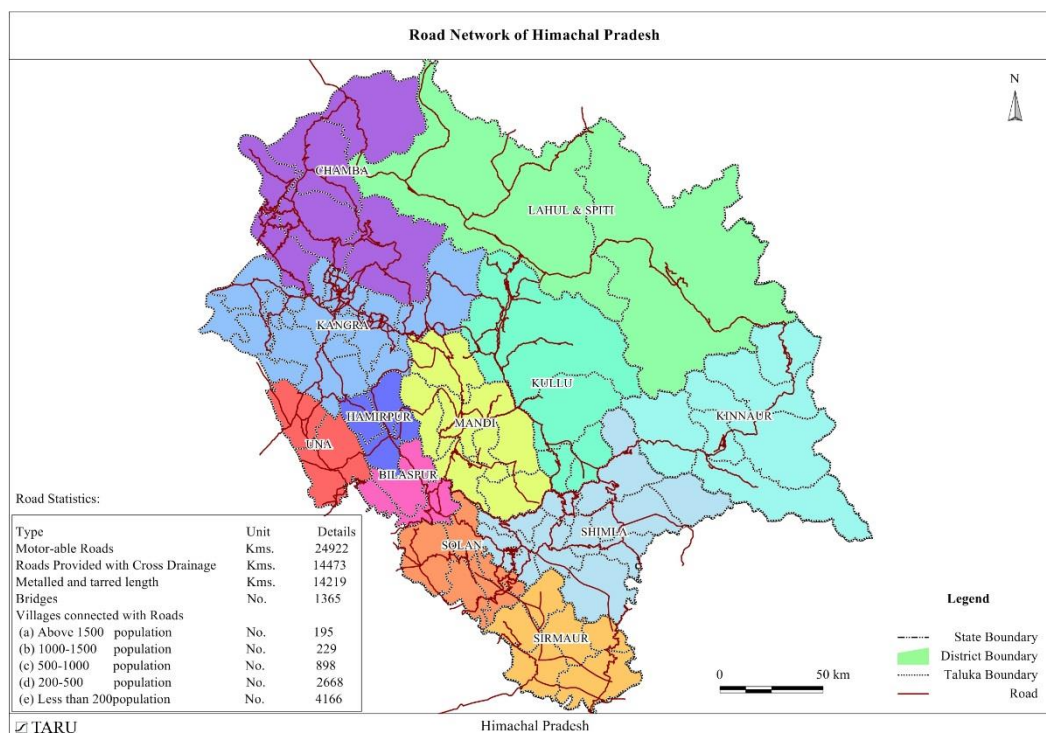 Road Network of Himachal Pradesh
N
CHAMBA
LAHUL & SPITI
KANGRA
KULLU
KINNAUR
HAMIRPUR
MANDI
UNA
BILASPUR
SHIMLA
SOLAN
SIRMAUR
Road Statistics:
Type Unit Details
Motor-able Roads Kms. 24922
Roads Provided with Cross Drainage Kms. 14473
Metalled and tarred length Kms. 14219
Bridges No. 1365
Villages connected with Roads
(a) Above 1500 population No. 195
(b) 1000-1500 population No. 229
(c) 500-1000 population No. 898
(d) 200-500 population No. 2668
(e) Less than 200population No. 4166
Legend
State Boundary
District Boundary
Taluka Boundary
Road
0 50 km
TARU
Himachal Pradesh